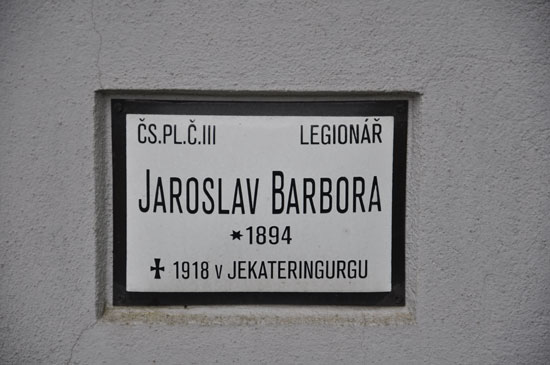 ČS.PL.Č.III LEGIONÁŘ
JAROSLAV BARBORA
*1894
✝ 1918 V JEKATERINGURGU